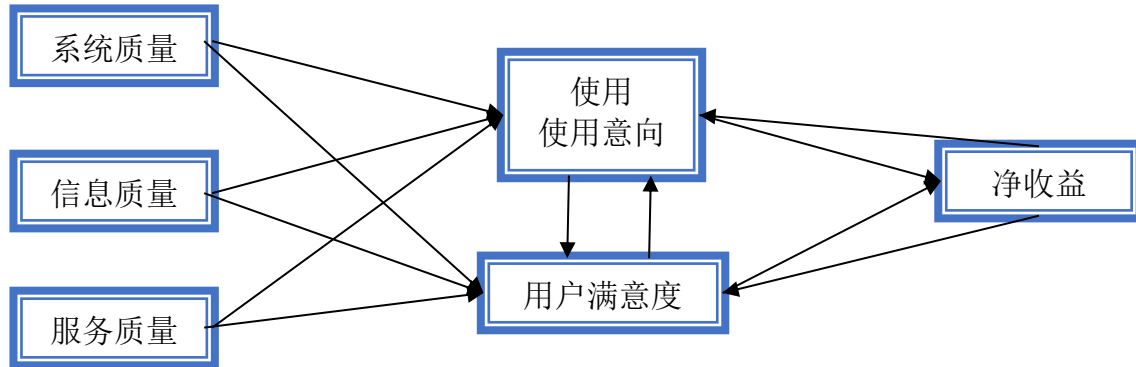 系统质量
信息质量
服务质量
使用
使用意向
用户满意度
净收益